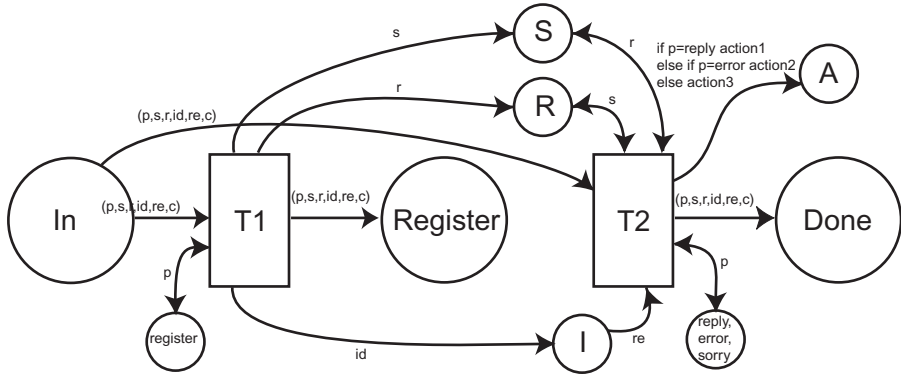 s
S
r
if p=reply action1
else if p=error action2
else action3
A
r
R
s
(p,s,r,id,re,c)
In
(p,s,r,id,re,c)
T1
(p,s,r,id,re,c)
Register
T2
(p,s,r,id,re,c)
Done
p
register
id
I
re
p
reply,
error,
sorry